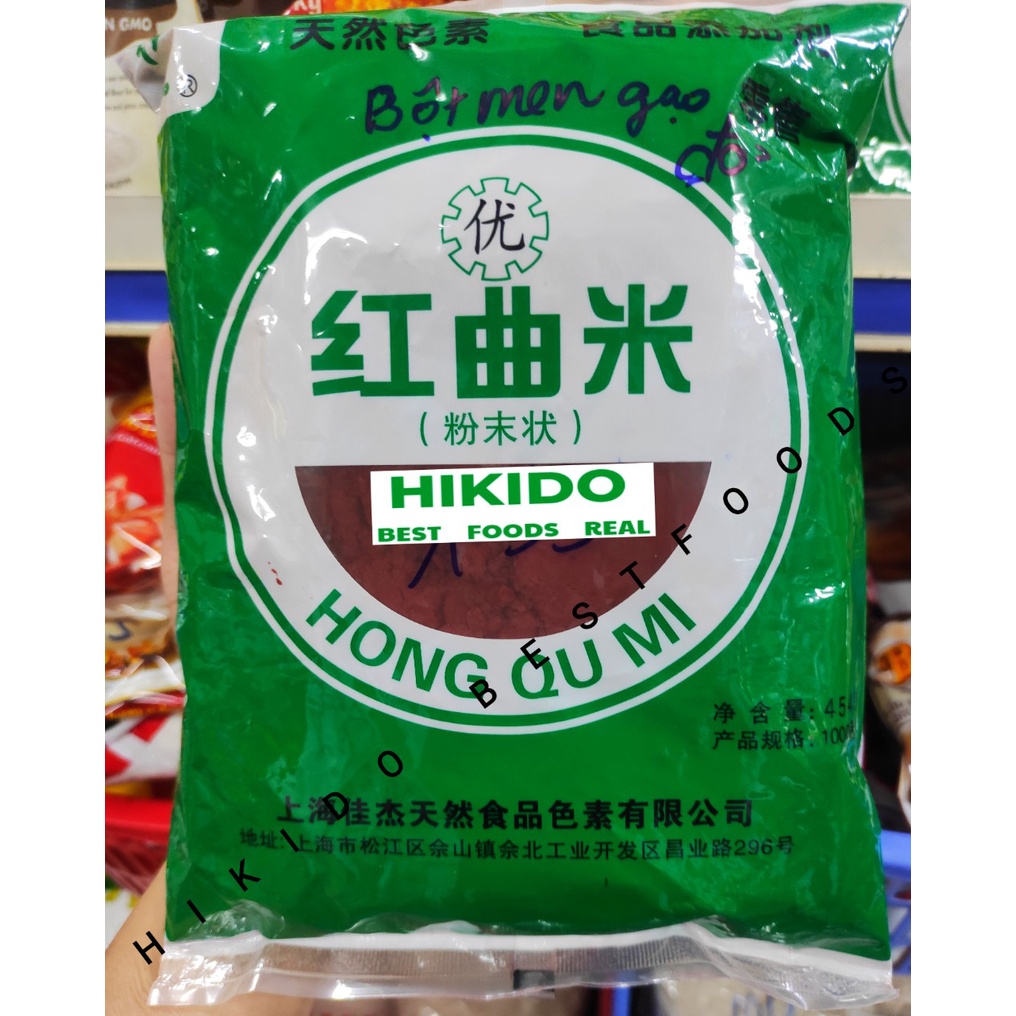 天然色素 食品添加剂
®
Bột men gạo
đỏ
优
红曲米
(粉末状)
HIKIDO
BEST FOODS REAL
HONG QU MI
净含量: 454
产品规格: 100
上海佳杰天然食品色素有限公司
地址: 上海市松江区佘山镇佘北工业开发区昌业路296号
HIKIDO BEST FOODS